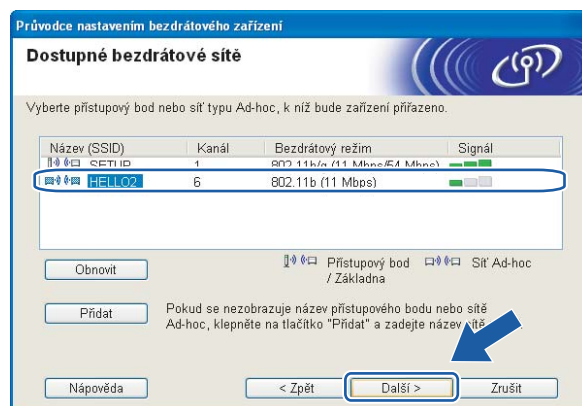 Průvodce nastavením bezdrátového zařízení
Dostupné bezdrátové sítě
Vyberte přístupový bod nebo síť typu Ad-hoc, k níž bude zařízení přiřazeno.
Název (SSID) Kanál Bezdrátový režim Signál
SETUP 1 802.11b/g (11 Mbps/54 Mbps)
HELLO2 6 802.11b (11 Mbps)
Obnovit
Přístupový bod
/ Základna
Síť Ad-hoc
Přidat
Pokud se nezobrazuje název přístupového bodu nebo sítě
Ad-hoc, klepněte na tlačítko "Přidat" a zadejte název sítě
Nápověda < Zpět Další > Zrušit